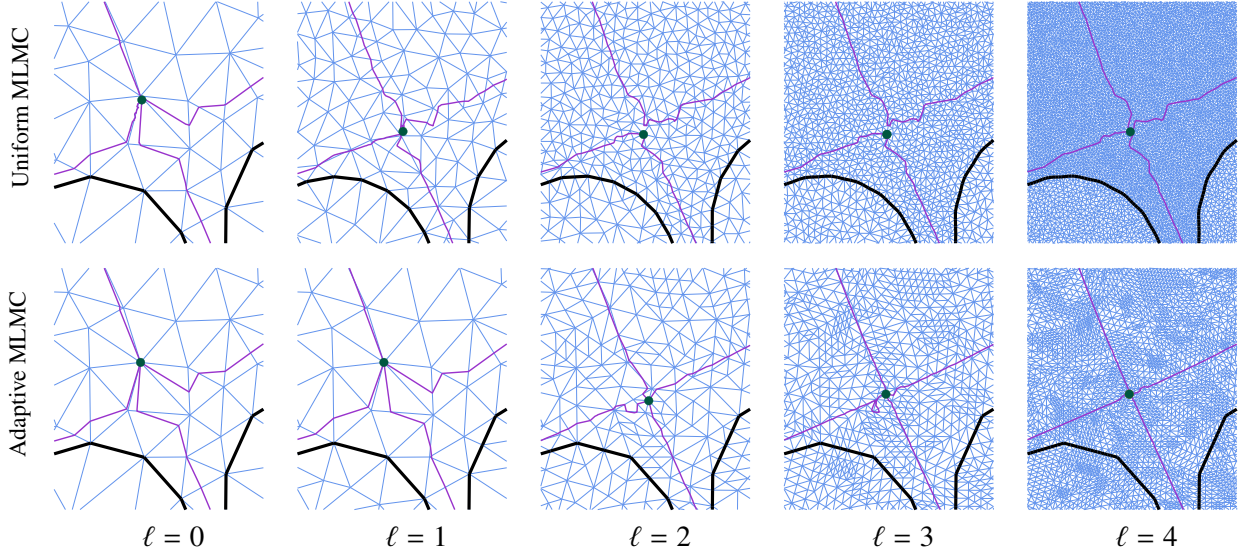 Uniform MLMC
Adaptive MLMC
ℓ = 0
ℓ = 1
ℓ = 2
ℓ = 3
ℓ = 4